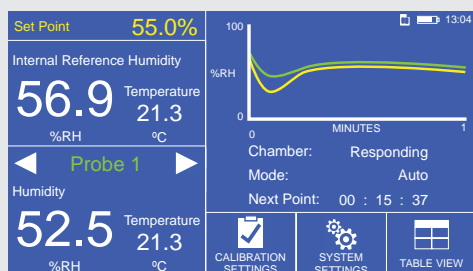 Set Point 55.0%
Internal Reference Humidity
56.9
Temperature
21.3
%RH ºC
Probe 1
Humidity
52.5
Temperature
21.3
%RH ºC
13:04
100
%RH
0
0 MINUTES 1
Chamber: Responding
Mode: Auto
Next Point: 00 : 15 : 37
CALIBRATION
SETTINGS
SYSTEM
SETTINGS
TABLE VIEW